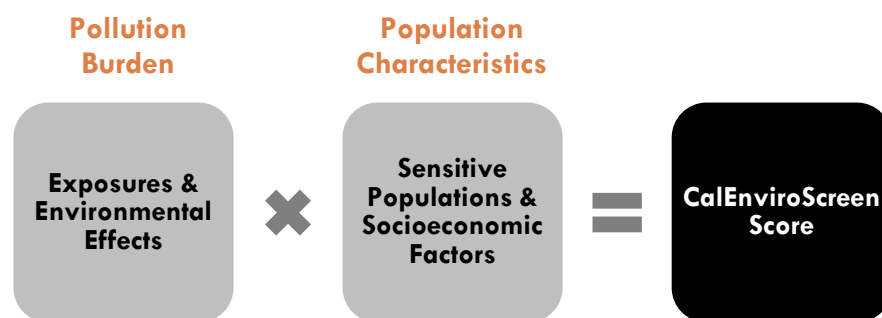 Pollution
Burden
Population
Characteristics
Exposures &
Environmental
Effects
Sensitive
Populations &
Socioeconomic
Factors
CalEnviroScreen
Score